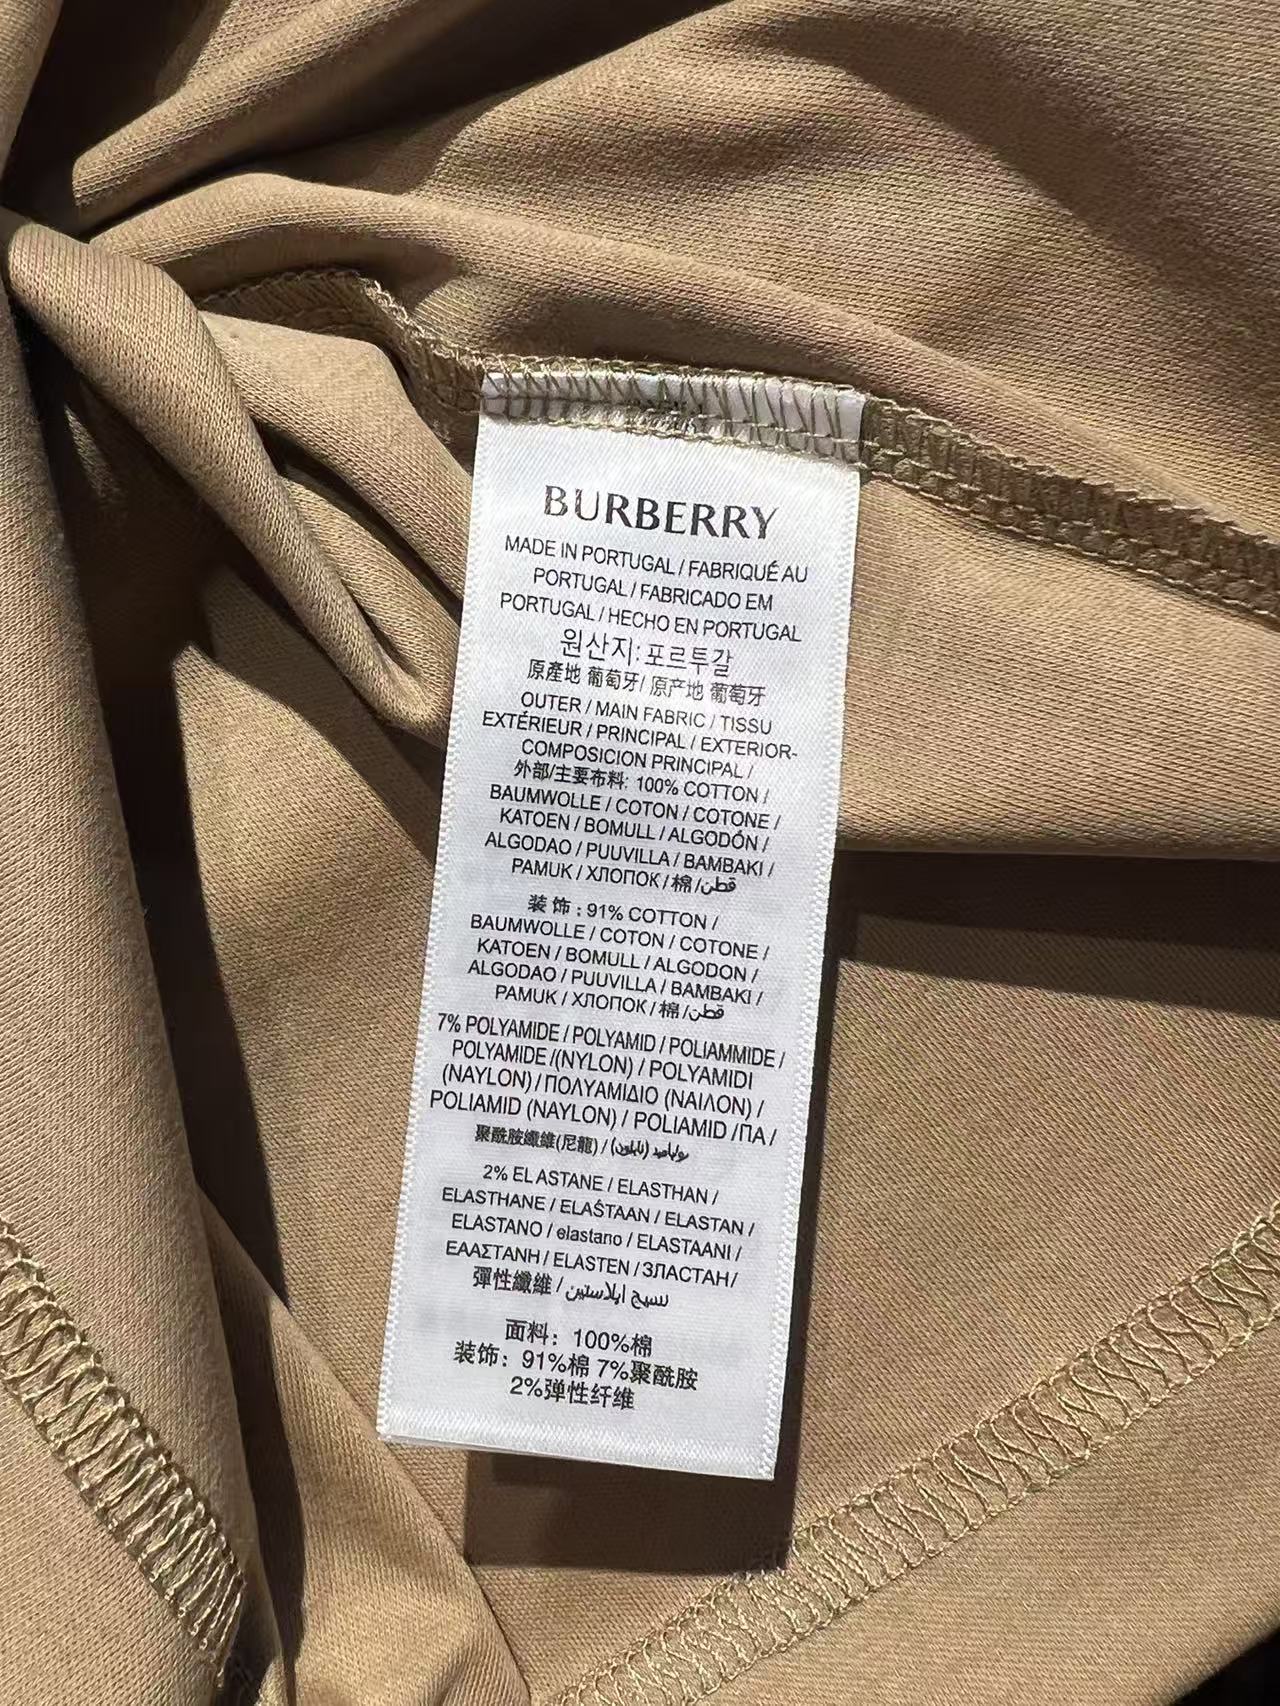 BURBERRY
MADE IN PORTUGAL / FABRIQUÉ AU
PORTUGAL / FABRICADO EM
PORTUGAL / HECHO EN PORTUGAL
원산지: 포르투갈
原產地 葡萄牙/ 原产地 葡萄牙
OUTER / MAIN FABRIC / TISSU
EXTÉRIEUR / PRINCIPAL / EXTERIOR-
COMPOSICION PRINCIPAL /
外部/主要布料: 100% COTTON /
BAUMWOLLE / COTON / COTONE /
KATOEN / BOMULL / ALGODÓN /
ALGODAO / PUUVILLA / BAMBAKI /
PAMUK / ХЛОПОК / 棉 / قطن
装 饰 : 91% COTTON /
BAUMWOLLE / COTON / COTONE /
KATOEN / BOMULL / ALGODON /
ALGODAO / PUUVILLA / BAMBAKI /
PAMUK / ХЛОПОК / 棉 / قطن
7% POLYAMIDE / POLYAMID / POLIAMMIDE /
POLYAMIDE /(NYLON) / POLYAMIDI
(NAYLON) / ΠΟΛΥΑΜΙΔΙΟ (ΝΑΙΛΟΝ) /
POLIAMID (NAYLON) / POLIAMID /ПА /
聚酰胺纖維(尼龍) /
2% ELASTANE / ELASTHAN /
ELASTHANE / ELAŚTAAN / ELASTAN /
ELASTANO / elastano / ELASTAANI /
ΕΛΑΣΤΑΝΗ / ELASTEN / ЗЛАСТАН/
彈性纖維 / نسيج إيلاستين
面料：100%棉
装饰：91%棉 7%聚酰胺
2%弹性纤维